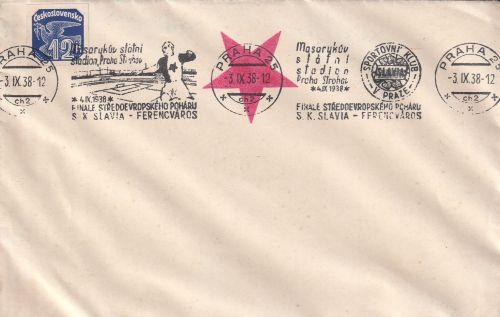 Československo
12
PRAHA 25
-3.IX.38-12
ch2
Masarykův státní
stadion, Praha Strahov
*4.IX.1938*
FINALE STŘEDOEVROPSKÉHO POHÁRU
S.K. SLAVIA - FERENCVÁROS
PRAHA 25
-3.IX.38-12
ch2
Masarykův
státní
stadion
Praha Strahov
*4.IX.1938
FINALE STŘEDOEVROPSKÉHO POHÁRU
S.K. SLAVIA - FERENCVÁROS
SPORTOVNÍ KLUB
SLAVIA
V PRAZE
PRAHA 25
-3.IX.38-12
ch2